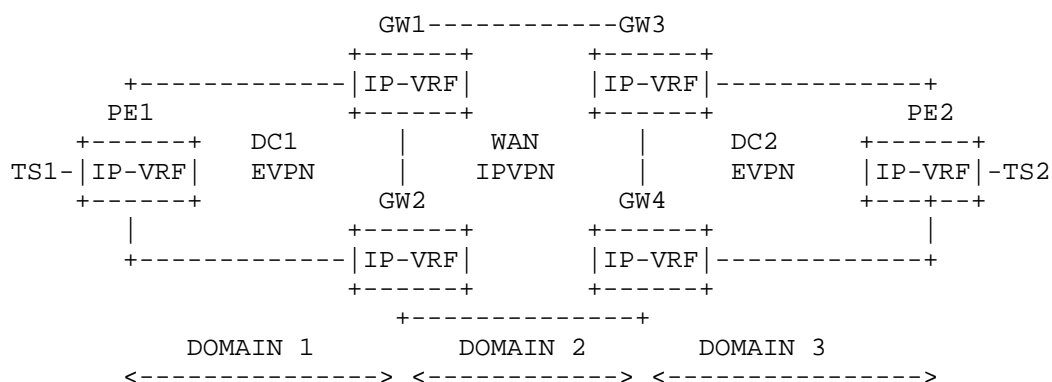 GW1------------GW3
+------+ +------+
+-------------|IP-VRF| |IP-VRF|-------------+
PE1 +------+ +------+ PE2
+------+ DC1 | WAN | DC2 +------+
TS1-|IP-VRF| EVPN | IPVPN | EVPN |IP-VRF|-TS2
+------+ GW2 GW4 +---+--+
| +------+ +------+ |
+-------------|IP-VRF| |IP-VRF|-------------+
+------+ +------+
+--------------+
DOMAIN 1 DOMAIN 2 DOMAIN 3
<---------------> <------------> <---------------->